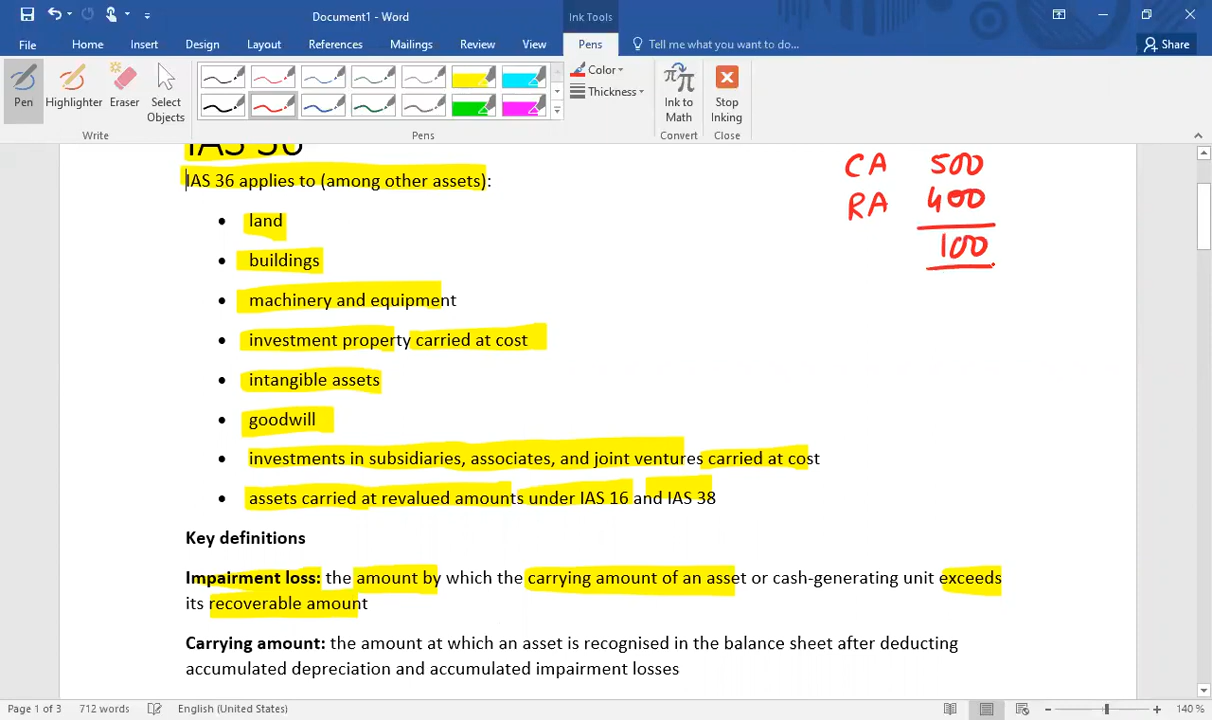 Document1 - Word
Ink Tools
File Home Insert Design Layout References Mailings Review View Pens Tell me what you want to do... Share
Pen Highlighter Eraser Select Objects
Color
Thickness
Ink to Math
Stop Inking
Write Pens Convert Close
IAS 36
IAS 36 applies to (among other assets):
• land
• buildings
• machinery and equipment
• investment property carried at cost
• intangible assets
• goodwill
• investments in subsidiaries, associates, and joint ventures carried at cost
• assets carried at revalued amounts under IAS 16 and IAS 38
CA 500
RA 400
100
Key definitions
Impairment loss: the amount by which the carrying amount of an asset or cash-generating unit exceeds
its recoverable amount
Carrying amount: the amount at which an asset is recognised in the balance sheet after deducting
accumulated depreciation and accumulated impairment losses
Page 1 of 3 712 words English (United States) 140 %